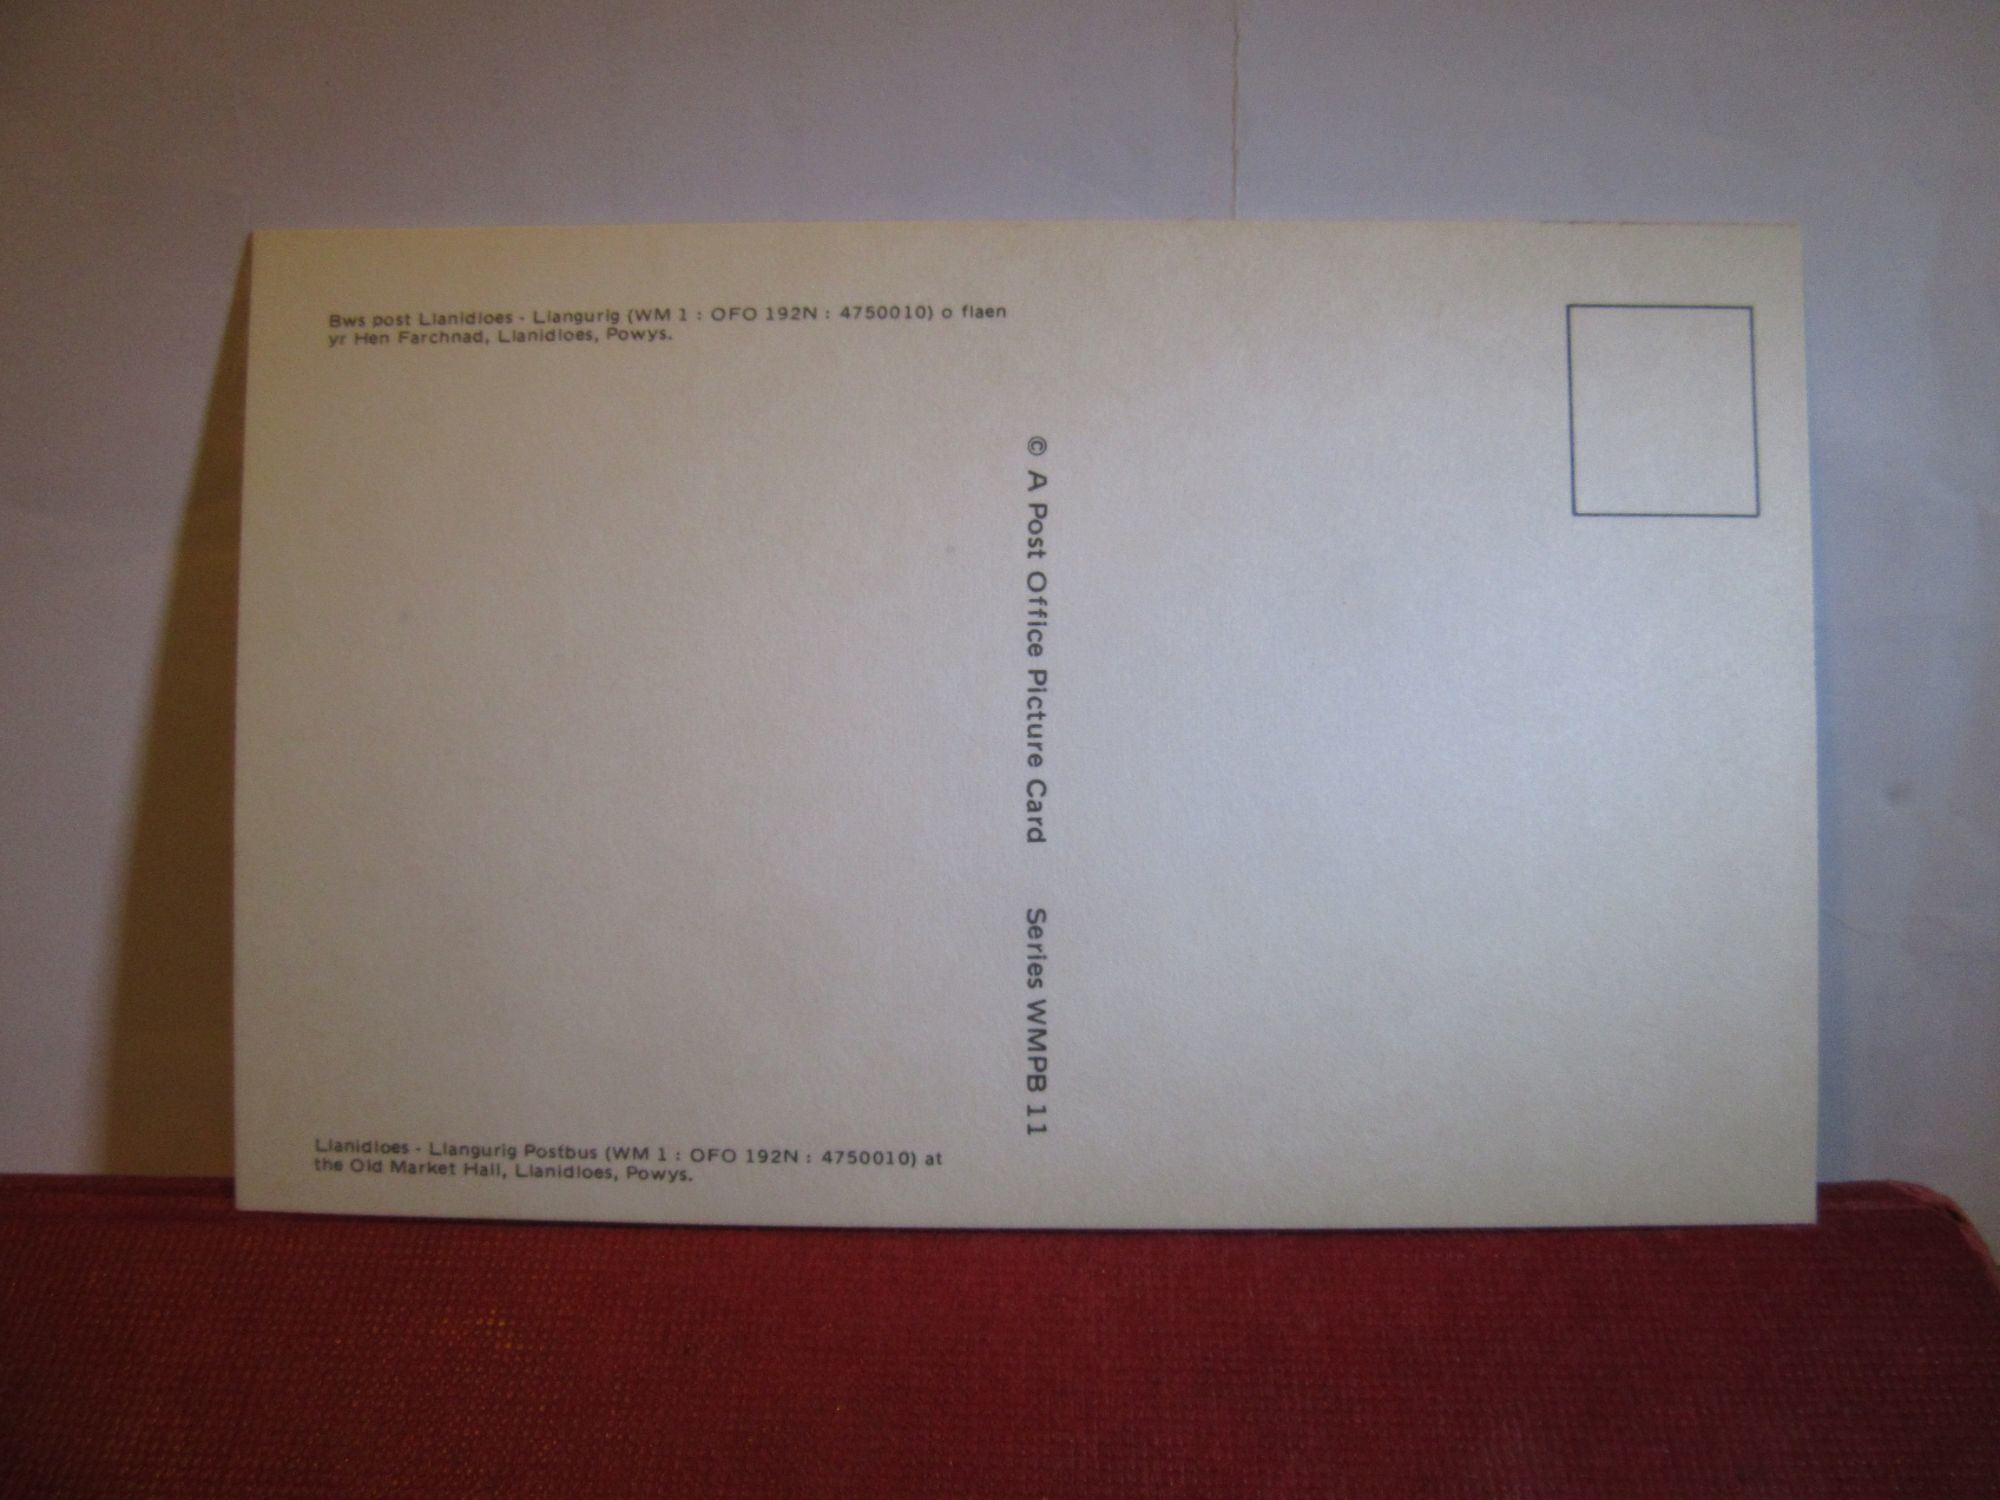 Bws post Llanidloes - Llangurig (WM 1 : OFO 192N : 4750010) o flaen
yr Hen Farchnad, Llanidloes, Powys.
© A Post Office Picture Card Series WMPB 11
Llanidloes - Llangurig Postbus (WM 1 : OFO 192N : 4750010) at
the Old Market Hall, Llanidloes, Powys.